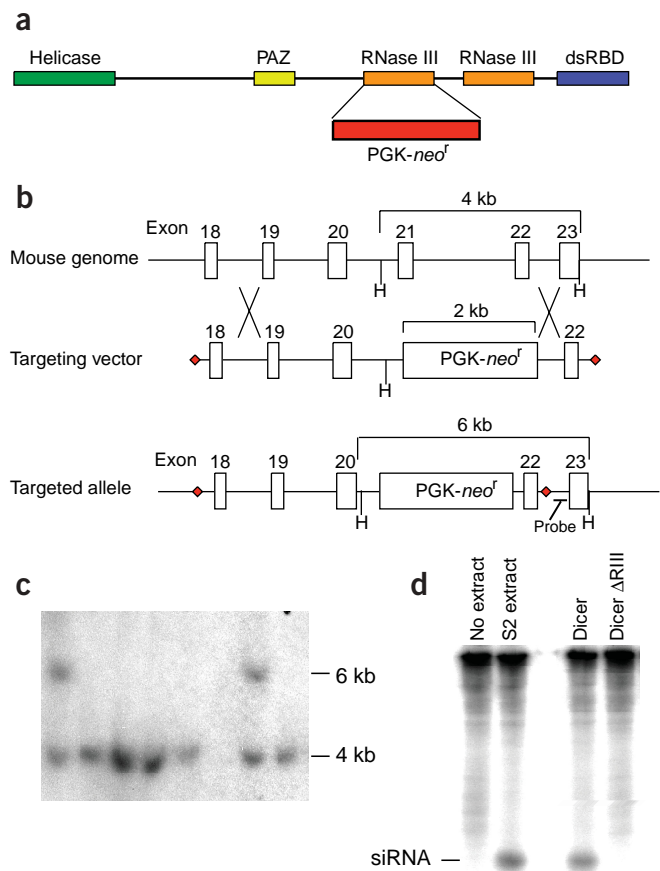 a
Helicase PAZ RNase III RNase III dsRBD
PGK-neoʳ
b
4 kb
Exon 18 19 20 21 22 23
Mouse genome
H H
2 kb
18 19 20 22
Targeting vector PGK-neoʳ
H
6 kb
Exon 18 19 20 22 23
Targeted allele PGK-neoʳ
H Probe H
c
6 kb
4 kb
d
No extract
S2 extract
Dicer
Dicer ΔRIII
siRNA